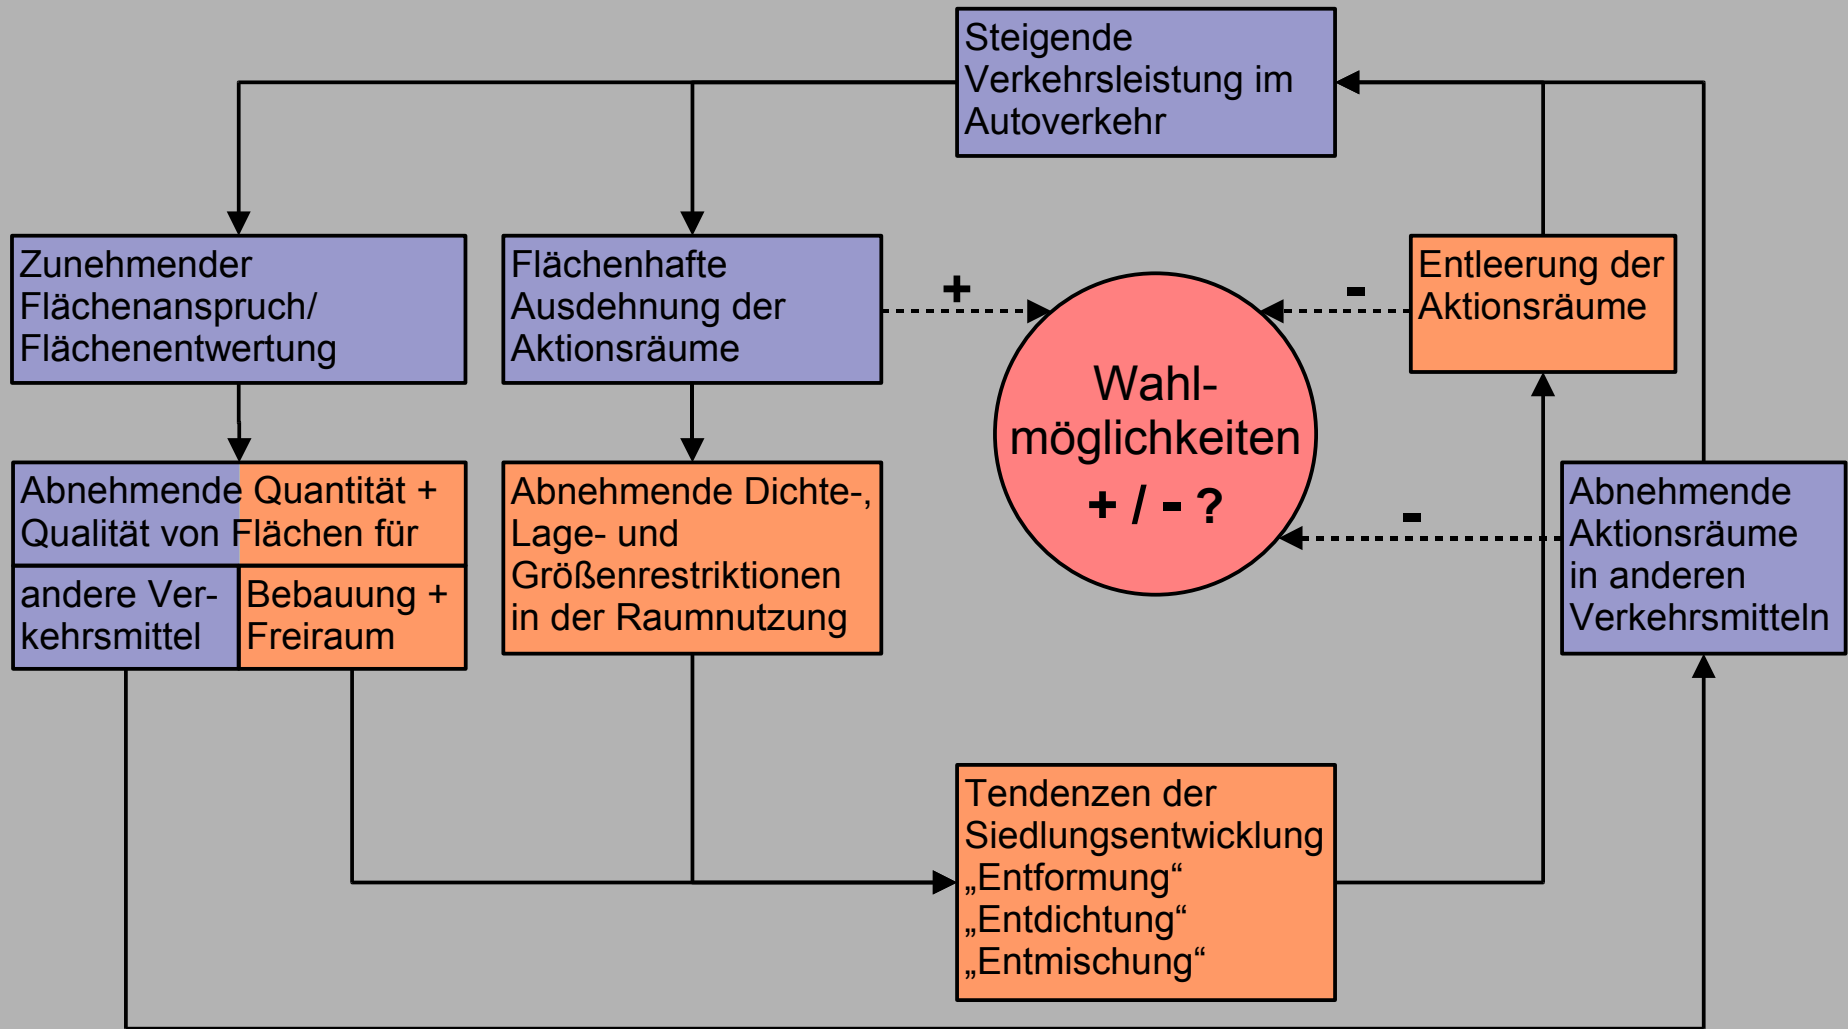 Steigende
Verkehrsleistung im
Autoverkehr
Zunehmender
Flächenanspruch/
Flächenentwertung
Flächenhafte
Ausdehnung der
Aktionsräume
+
-
Entleerung der
Aktionsräume
Wahl-
möglichkeiten
+ / - ?
Abnehmende Quantität +
Qualität von Flächen für
andere Ver-
kehrsmittel
Bebauung +
Freiraum
Abnehmende Dichte-,
Lage- und
Größenrestriktionen
in der Raumnutzung
-
Abnehmende
Aktionsräume
in anderen
Verkehrsmitteln
Tendenzen der
Siedlungsentwicklung
„Entformung“
„Entdichtung“
„Entmischung“